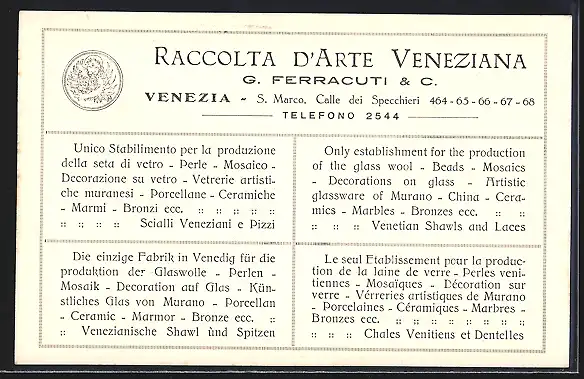 RACCOLTA D'ARTE VENEZIANA
G. FERRACUTI & C.
VENEZIA - S. Marco, Calle dei Specchieri 464-65-66-67-68
TELEFONO 2544
Unico Stabilimento per la produzione
della seta di vetro - Perle - Mosaico -
Decorazione su vetro - Vetrerie artisti-
che muranesi - Porcellane - Ceramiche
- Marmi - Bronzi ecc. :: :: :: :: ::
:: :: :: :: Scialli Veneziani e Pizzi
Only establishment for the production
of the glass wool - Beads - Mosaics
- Decorations on glass - Artistic
glassware of Murano - China - Cera-
mics - Marbles - Bronzes ecc. :: ::
:: :: :: Venetian Shawls and Laces
Die einzige Fabrik in Venedig für die
produktion der Glaswolle - Perlen -
Mosaik - Decoration auf Glas - Kün-
stliches Glas von Murano - Porcellan
- Ceramic - Marmor - Bronze ecc. ::
:: Venezianische Shawl ùnd Spitzen
Le seul Etablissement pour la produc-
tion de la laine de verre - Perles veni-
tiennes - Mosaïques - Décoration sur
verre - Vérreries artistiques de Murano
- Porcelaines - Céramiques - Marbres -
Bronzes ecc. :: :: :: :: :: :: ::
:: :: :: Chales Venitiens et Dentelles